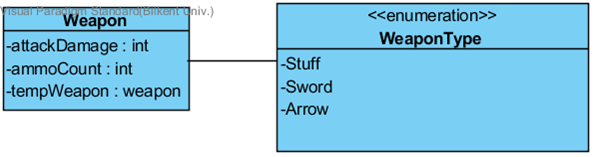 Visual Paradigm Standard(Bilkent Univ.)
Weapon
-attackDamage : int
-ammoCount : int
-tempWeapon : weapon
<<enumeration>>
WeaponType
-Stuff
-Sword
-Arrow